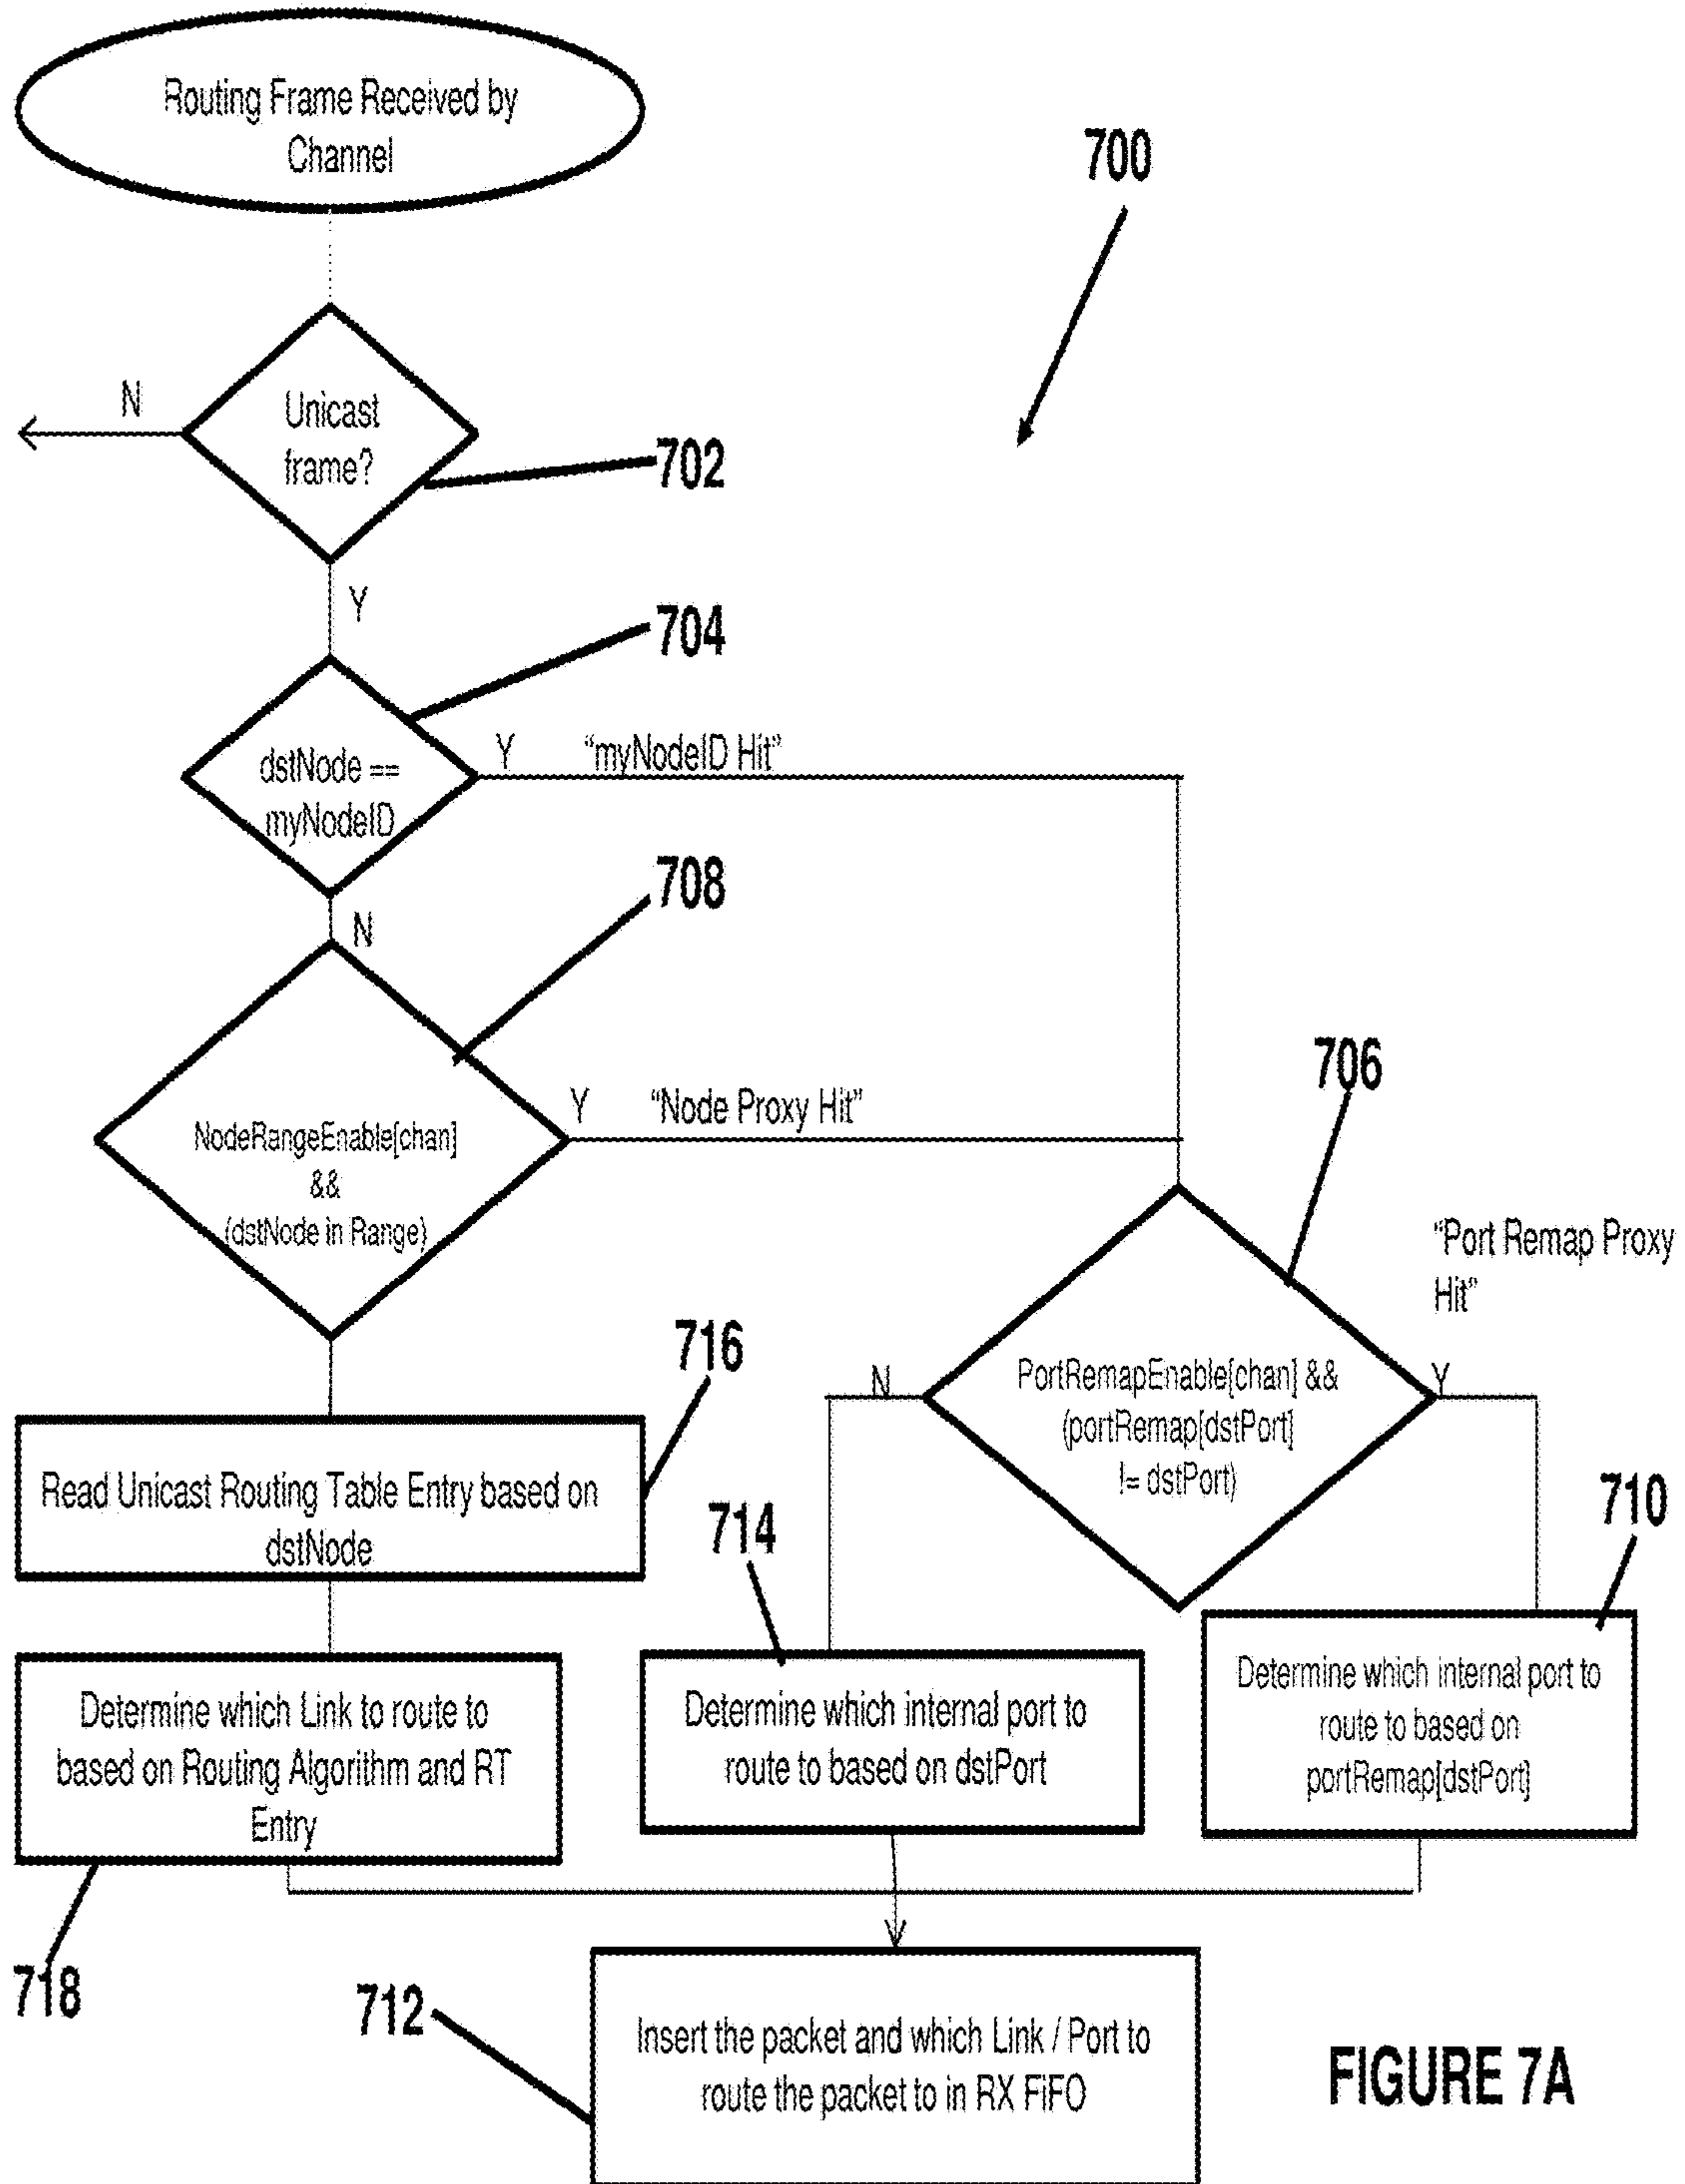 Routing Frame Received by
Channel
700
N
Unicast
frame?
702
Y
704
dstNode ==
myNodeID
Y
"myNodeID Hit"
708
N
706
NodeRangeEnable[chan]
&&
(dstNode in Range)
Y
"Node Proxy Hit"
"Port Remap Proxy
Hit"
716
N
PortRemapEnable[chan] &&
(portRemap[dstPort]
!= dstPort)
Y
Read Unicast Routing Table Entry based on
dstNode
714
710
Determine which Link to route to
based on Routing Algorithm and RT
Entry
Determine which internal port to
route to based on dstPort
Determine which internal port to
route to based on
portRemap[dstPort]
718
712
Insert the packet and which Link / Port to
route the packet to in RX FiFO
FIGURE 7A